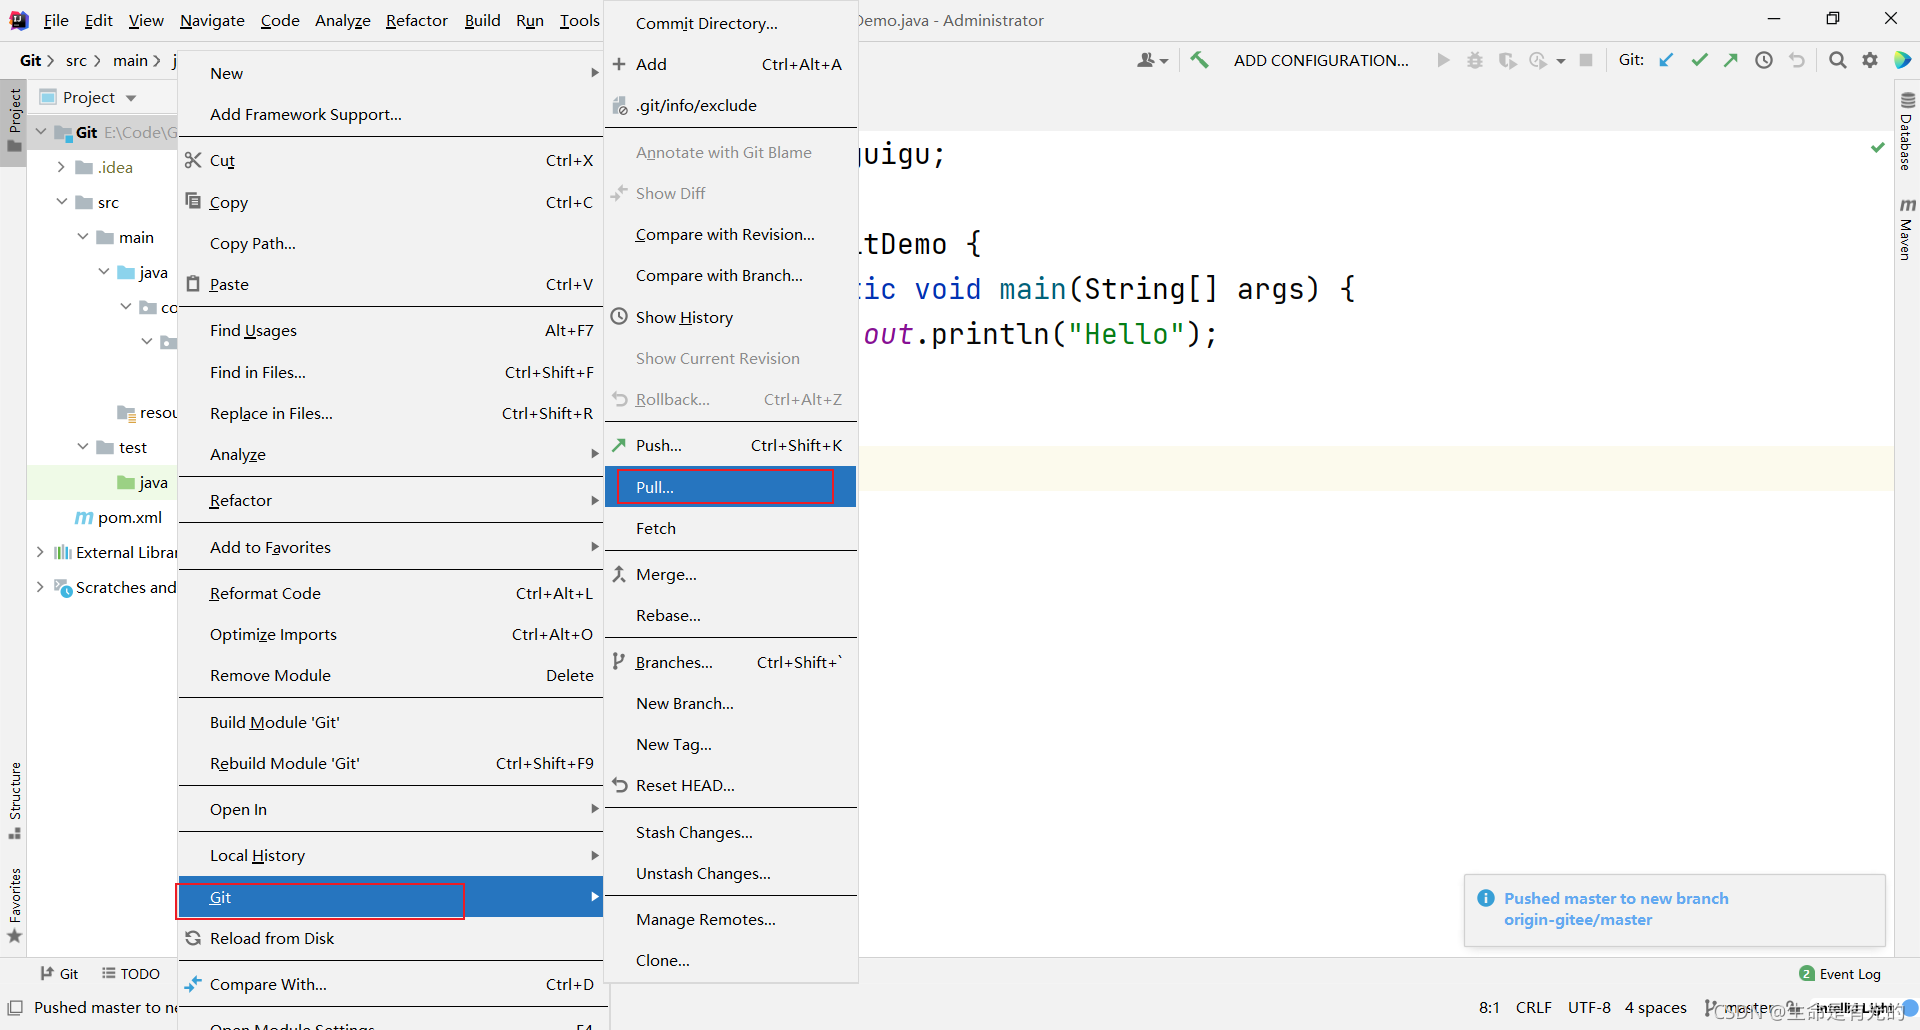 File Edit View Navigate Code Analyze Refactor Build Run Tools Demo.java - Administrator
Git src main j ADD CONFIGURATION... Git:
Project
Git E:\Code\G
.idea
src
main
java
co
resou
test
java
pom.xml
External Librar
Scratches and
Project
Structure
Favorites
New
Add Framework Support...
Cut Ctrl+X
Copy Ctrl+C
Copy Path...
Paste Ctrl+V
Find Usages Alt+F7
Find in Files... Ctrl+Shift+F
Replace in Files... Ctrl+Shift+R
Analyze
Refactor
Add to Favorites
Reformat Code Ctrl+Alt+L
Optimize Imports Ctrl+Alt+O
Remove Module Delete
Build Module 'Git'
Rebuild Module 'Git' Ctrl+Shift+F9
Open In
Local History
Git
Reload from Disk
Compare With... Ctrl+D
Open Module Settings F4
Commit Directory...
Add Ctrl+Alt+A
.git/info/exclude
Annotate with Git Blame
Show Diff
Compare with Revision...
Compare with Branch...
Show History
Show Current Revision
Rollback... Ctrl+Alt+Z
Push... Ctrl+Shift+K
Pull...
Fetch
Merge...
Rebase...
Branches... Ctrl+Shift+`
New Branch...
New Tag...
Reset HEAD...
Stash Changes...
Unstash Changes...
Manage Remotes...
Clone...
guigu;
itDemo {
tic void main(String[] args) {
out.println("Hello");
Database
m Maven
Pushed master to new branch
origin-gitee/master
Git TODO 2 Event Log
Pushed master to ne 8:1 CRLF UTF-8 4 spaces master IntelliJ Light
CSDN @生命是有光的